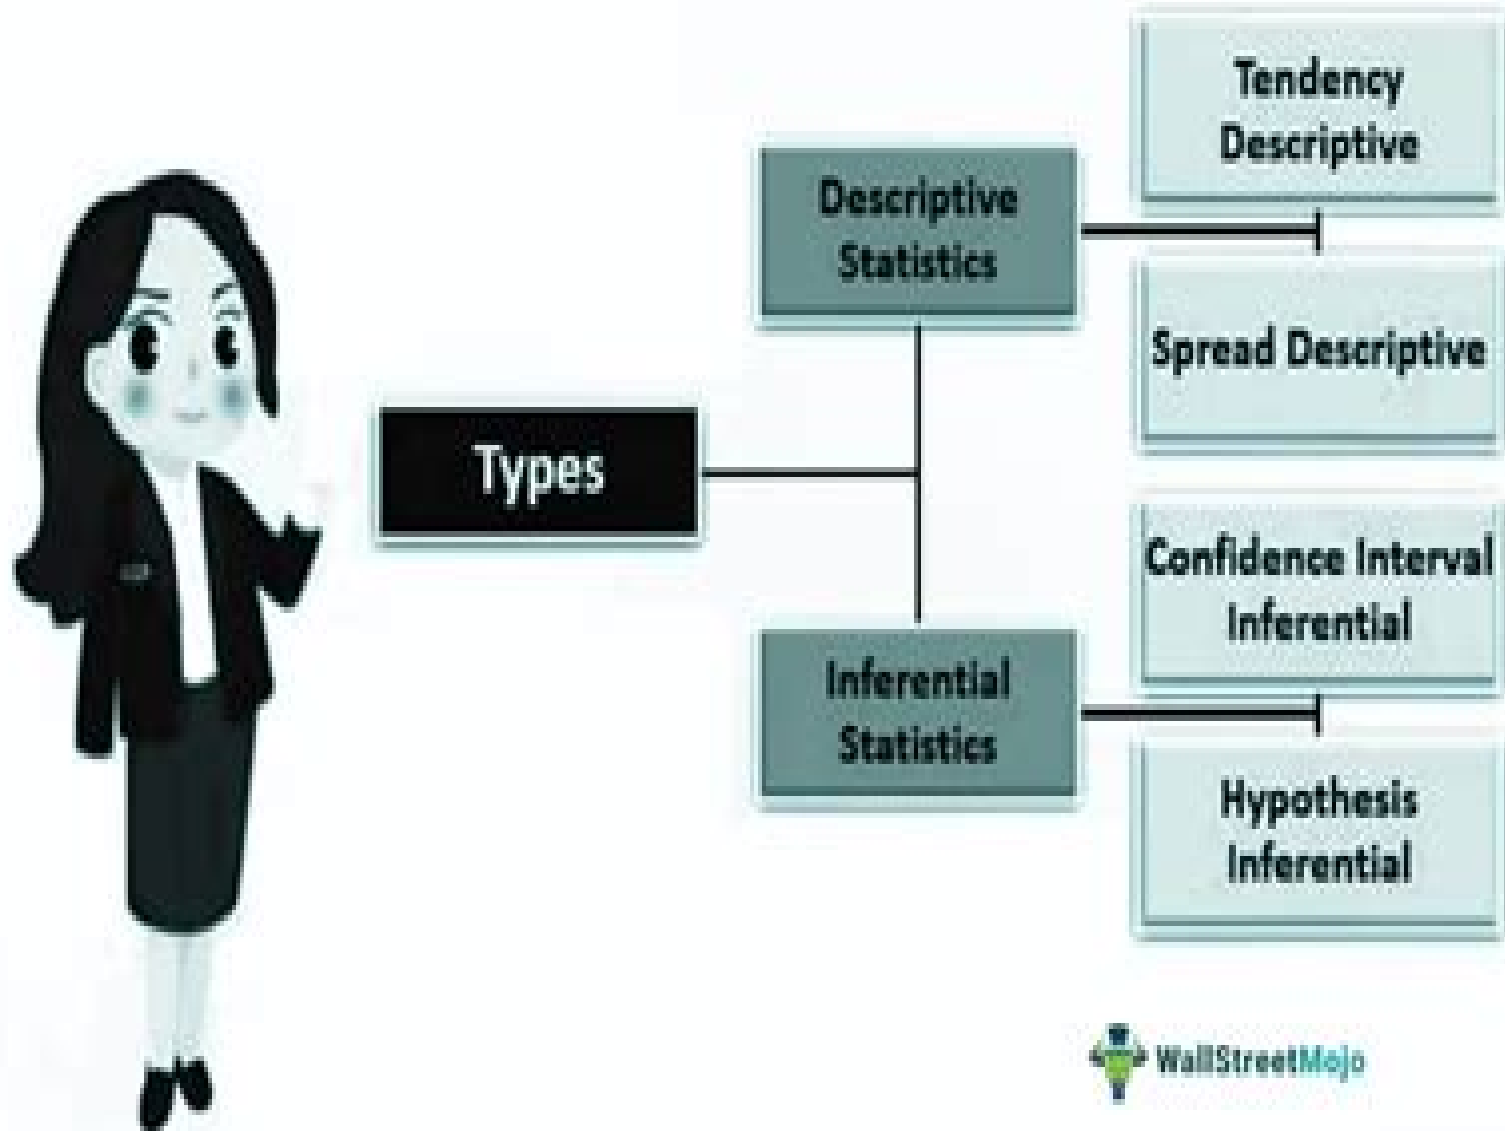 Types
Descriptive
Statistics
Tendency
Descriptive
Spread Descriptive
Inferential
Statistics
Confidence Interval
Inferential
Hypothesis
Inferential
WallStreetMojo